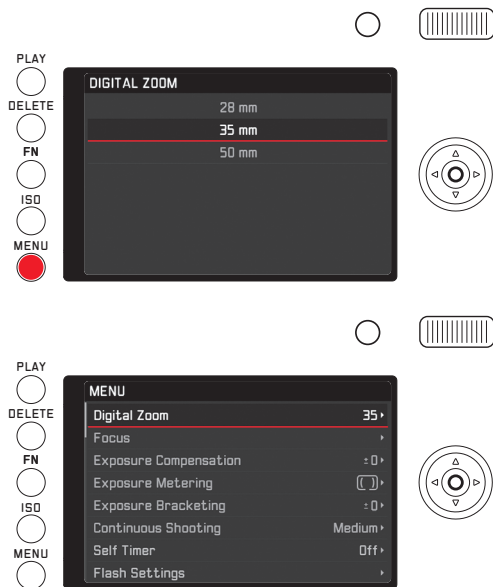 PLAY
DELETE
FN
ISO
MENU
DIGITAL ZOOM
28 mm
35 mm
50 mm
PLAY
DELETE
FN
ISO
MENU
MENU
Digital Zoom 35
Focus
Exposure Compensation ±0
Exposure Metering
Exposure Bracketing ±0
Continuous Shooting Medium
Self Timer Off
Flash Settings